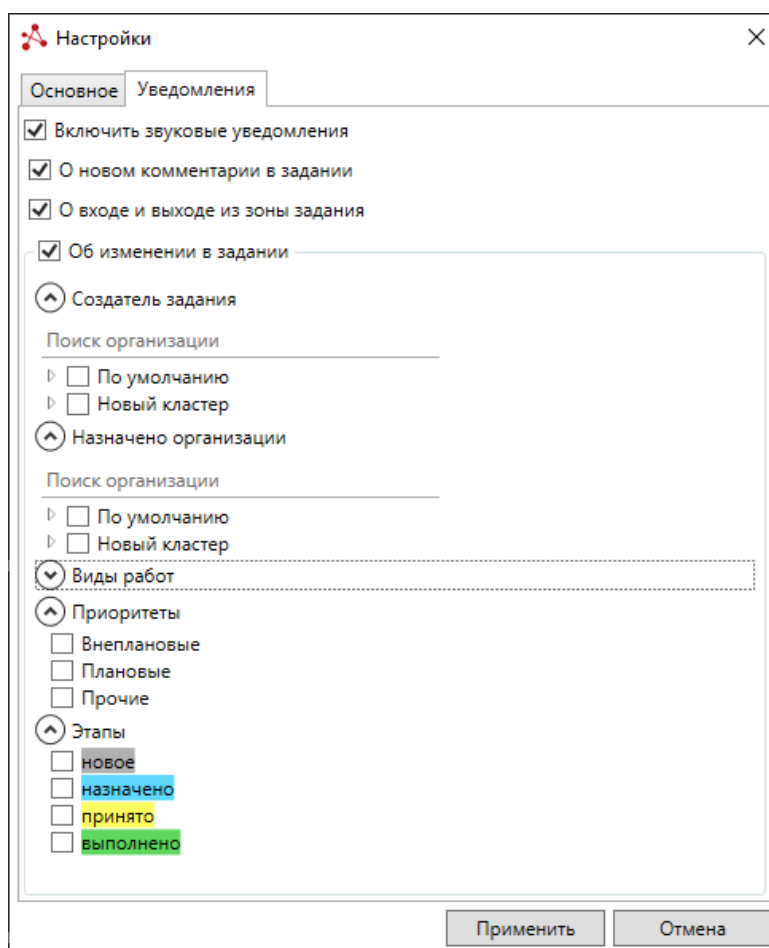 Настройки
Основное Уведомления
Включить звуковые уведомления
О новом комментарии в задании
О входе и выходе из зоны задания
Об изменении в задании
Создатель задания
Поиск организации
По умолчанию
Новый кластер
Назначено организации
Поиск организации
По умолчанию
Новый кластер
Виды работ
Приоритеты
Внеплановые
Плановые
Прочие
Этапы
новое
назначено
принято
выполнено
Применить Отмена